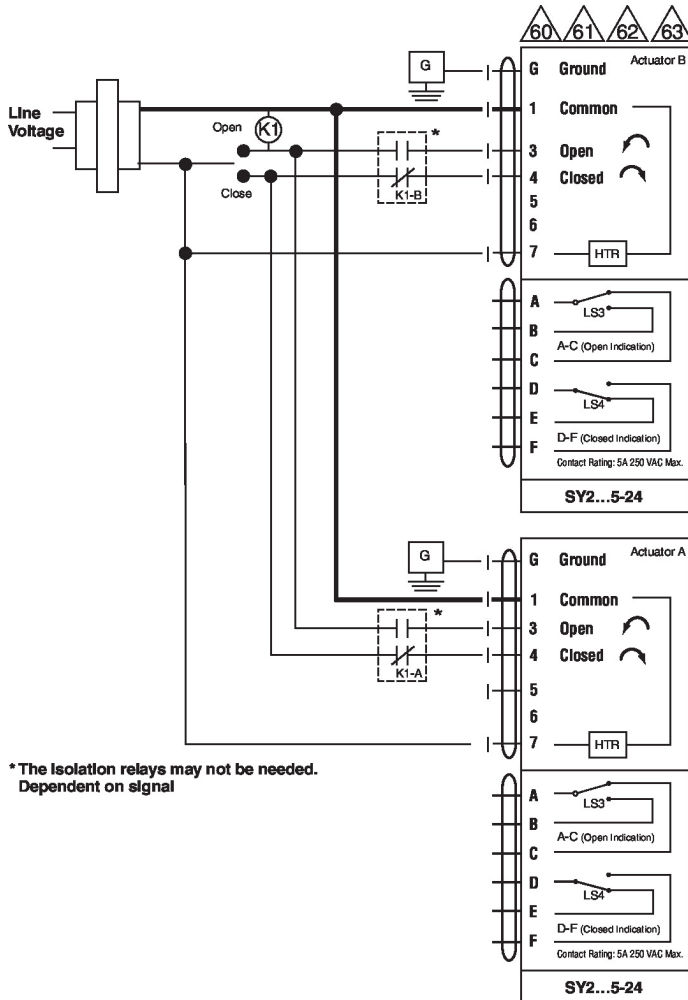 60 61 62 63
Actuator B
G G Ground
Line
Voltage
1 Common
Open K1 *
3 Open
4 Closed
Close
K1-B
5
6
7 HTR
A
LS3
B
A-C (Open Indication)
C
D
LS4
E
D-F (Closed Indication)
F
Contact Rating: 5A 250 VAC Max.
SY2...5-24
Actuator A
G G Ground
1 Common
*
3 Open
4 Closed
K1-A
5
6
7 HTR
* The Isolation relays may not be needed.
Dependent on signal
A
LS3
B
A-C (Open Indication)
C
D
LS4
E
D-F (Closed Indication)
F
Contact Rating: 5A 250 VAC Max.
SY2...5-24